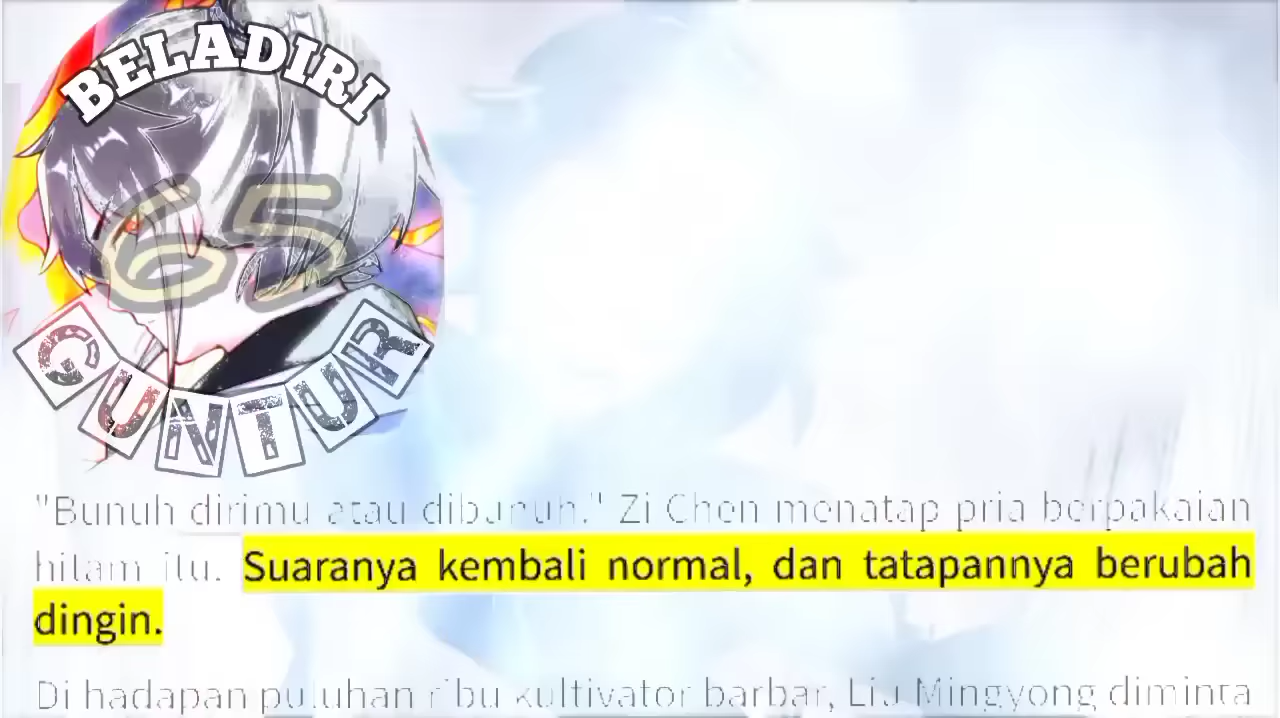 BELADIRI
65
GUNTUR
"Bunuh dirimu atau dibunuh." Zi Chen menatap pria berpakaian
hitam itu. Suaranya kembali normal, dan tatapannya berubah
dingin.
Di hadapan puluhan ribu kultivator barbar, Liu Mingyong diminta